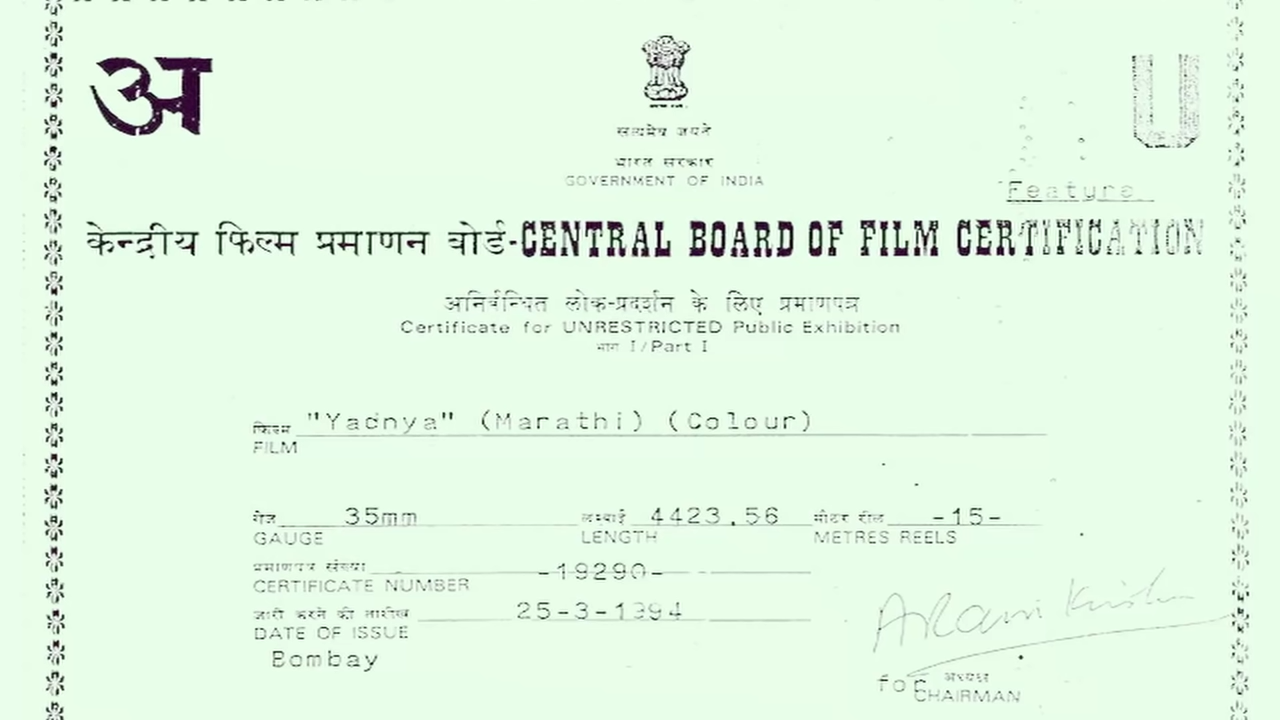 अ
U
सत्यमेव जयते
भारत सरकार
GOVERNMENT OF INDIA
Feature
केन्द्रीय फिल्म प्रमाणन बोर्ड-CENTRAL BOARD OF FILM CERTIFICATION
अनिर्बन्धित लोक-प्रदर्शन के लिए प्रमाणपत्र
Certificate for UNRESTRICTED Public Exhibition
भाग I/Part I
फिल्म "Yadnya" (Marathi) (Colour)
FILM
गेज 35mm लम्बाई 4423.56 मीटर रील -15-
GAUGE LENGTH METRES REELS
प्रमाणपत्र संख्या -19290-
CERTIFICATE NUMBER
जारी करने की तारीख 25-3-1994
DATE OF ISSUE
Bombay
for अध्यक्ष
CHAIRMAN